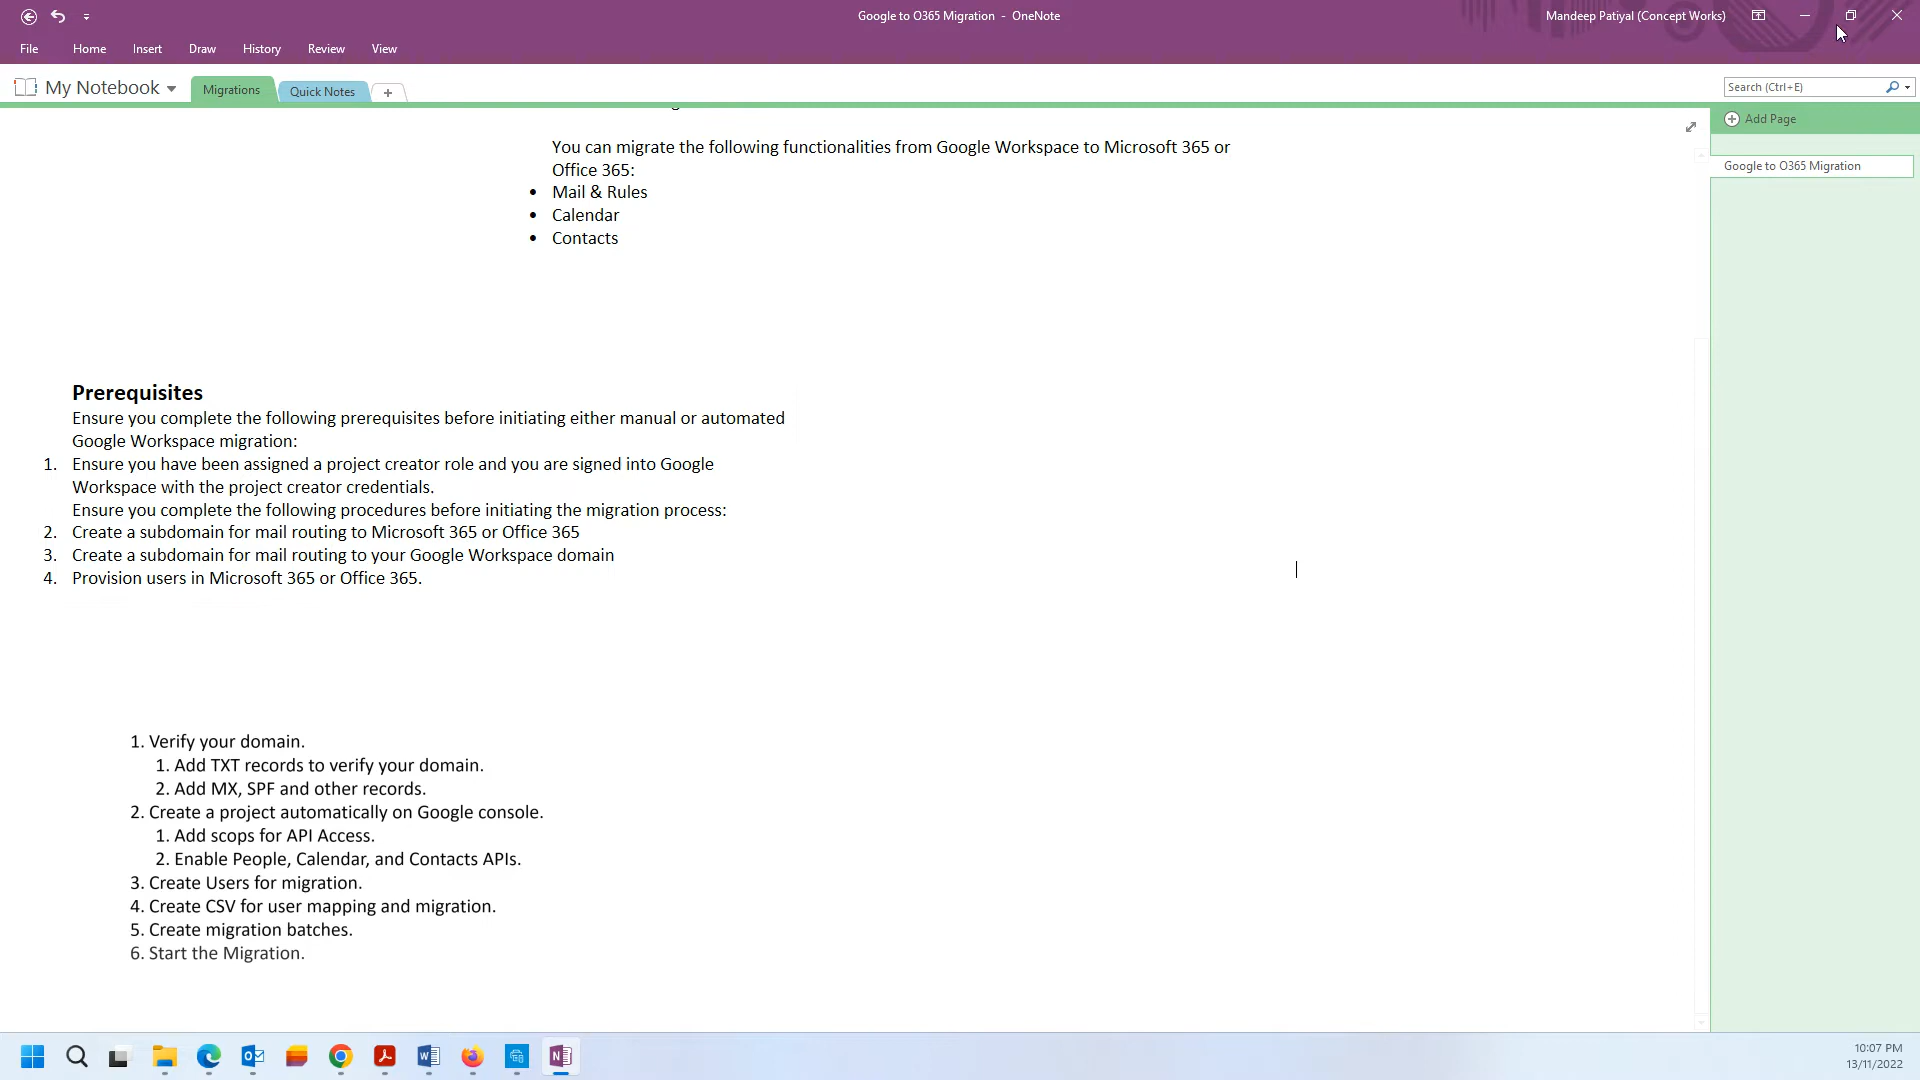 Google to O365 Migration - OneNote
Mandeep Patiyal (Concept Works)
File Home Insert Draw History Review View
My Notebook Migrations Quick Notes
Search (Ctrl+E)
Add Page
Google to O365 Migration
You can migrate the following functionalities from Google Workspace to Microsoft 365 or
Office 365:
• Mail & Rules
• Calendar
• Contacts
Prerequisites
Ensure you complete the following prerequisites before initiating either manual or automated
Google Workspace migration:
1. Ensure you have been assigned a project creator role and you are signed into Google
Workspace with the project creator credentials.
Ensure you complete the following procedures before initiating the migration process:
2. Create a subdomain for mail routing to Microsoft 365 or Office 365
3. Create a subdomain for mail routing to your Google Workspace domain
4. Provision users in Microsoft 365 or Office 365.
1. Verify your domain.
1. Add TXT records to verify your domain.
2. Add MX, SPF and other records.
2. Create a project automatically on Google console.
1. Add scops for API Access.
2. Enable People, Calendar, and Contacts APIs.
3. Create Users for migration.
4. Create CSV for user mapping and migration.
5. Create migration batches.
6. Start the Migration.
10:07 PM
13/11/2022